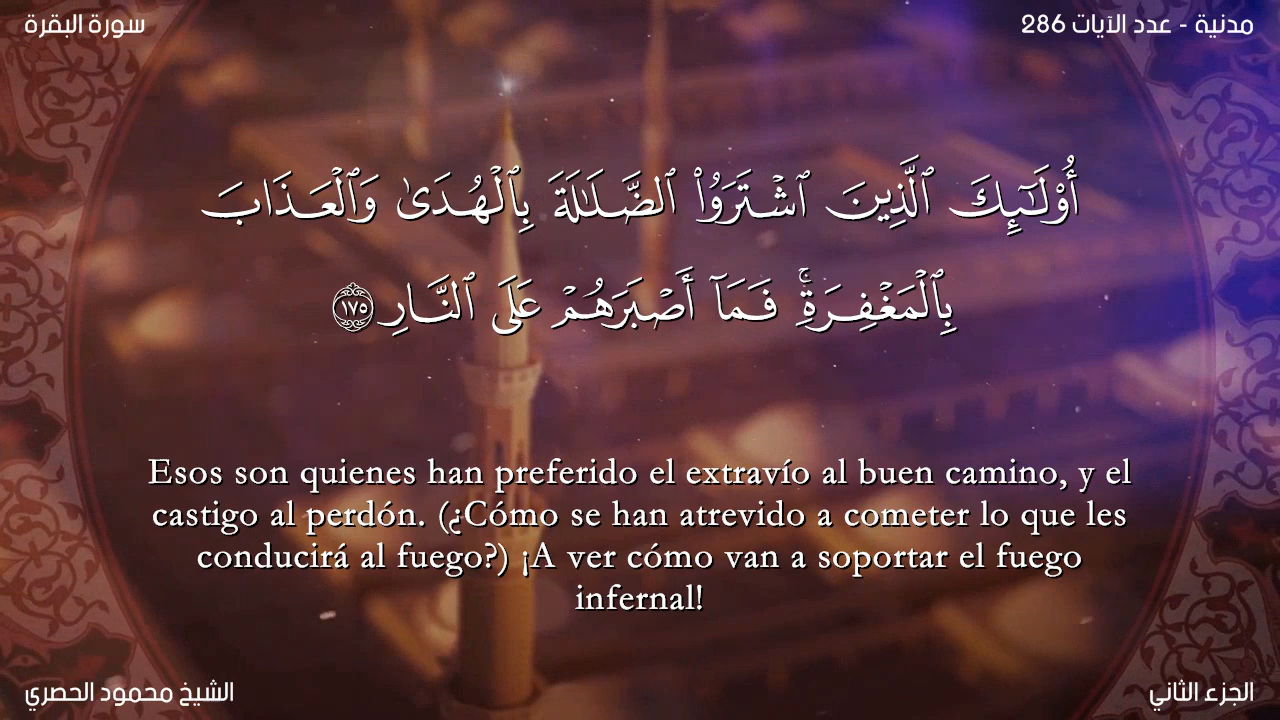 سورة البقرة
مدنية - عدد الآيات 286
أُو۟لَـٰٓئِكَ ٱلَّذِينَ ٱشْتَرَوُا۟ ٱلضَّلَـٰلَةَ بِٱلْهُدَىٰ وَٱلْعَذَابَ
بِٱلْمَغْفِرَةِ ۚ فَمَآ أَصْبَرَهُمْ عَلَى ٱلنَّارِ ١٧٥
Esos son quienes han preferido el extravío al buen camino, y el
castigo al perdón. (¿Cómo se han atrevido a cometer lo que les
conducirá al fuego?) ¡A ver cómo van a soportar el fuego
infernal!
الشيخ محمود الحصري
الجزء الثاني